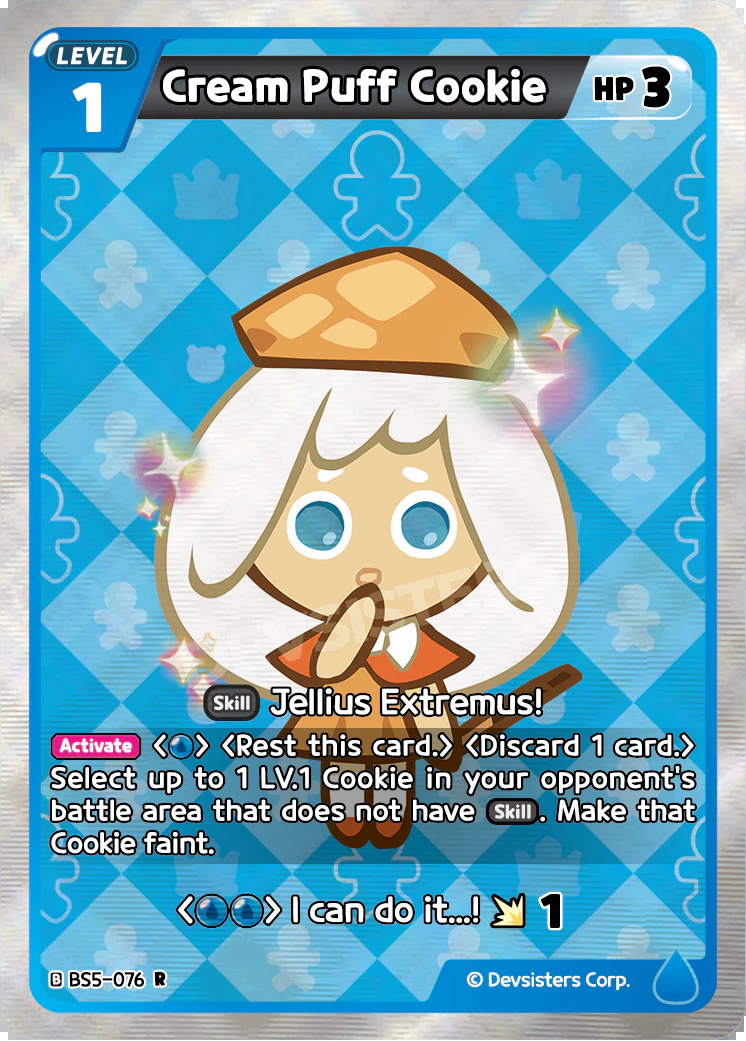 LEVEL
1
Cream Puff Cookie
HP 3
DEVSISTERS
Skill Jellius Extremus!
Activate < > <Rest this card.> <Discard 1 card.>
Select up to 1 LV.1 Cookie in your opponent's
battle area that does not have Skill. Make that
Cookie faint.
< > I can do it...! 1
B BS5-076 R
© Devsisters Corp.